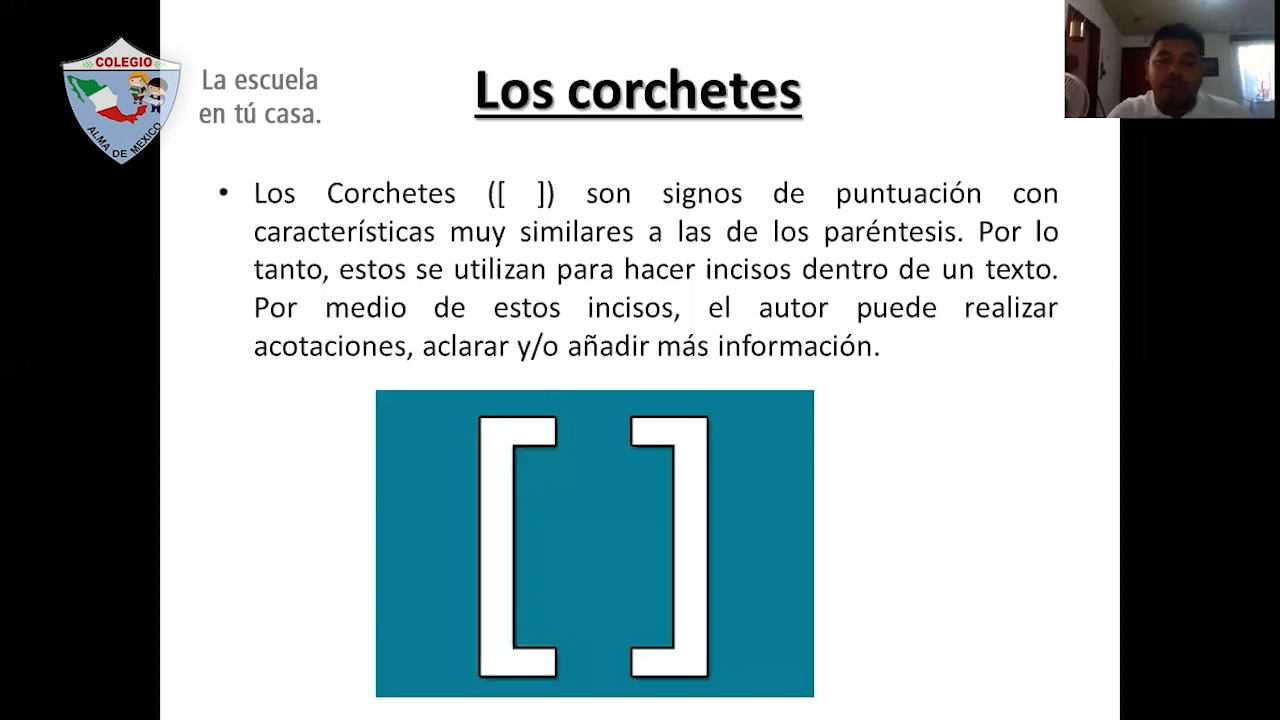 COLEGIO
ALMA DE MEXICO
La escuela
en tú casa.
Los corchetes
• Los Corchetes ([ ]) son signos de puntuación con
características muy similares a las de los paréntesis. Por lo
tanto, estos se utilizan para hacer incisos dentro de un texto.
Por medio de estos incisos, el autor puede realizar
acotaciones, aclarar y/o añadir más información.
[ ]